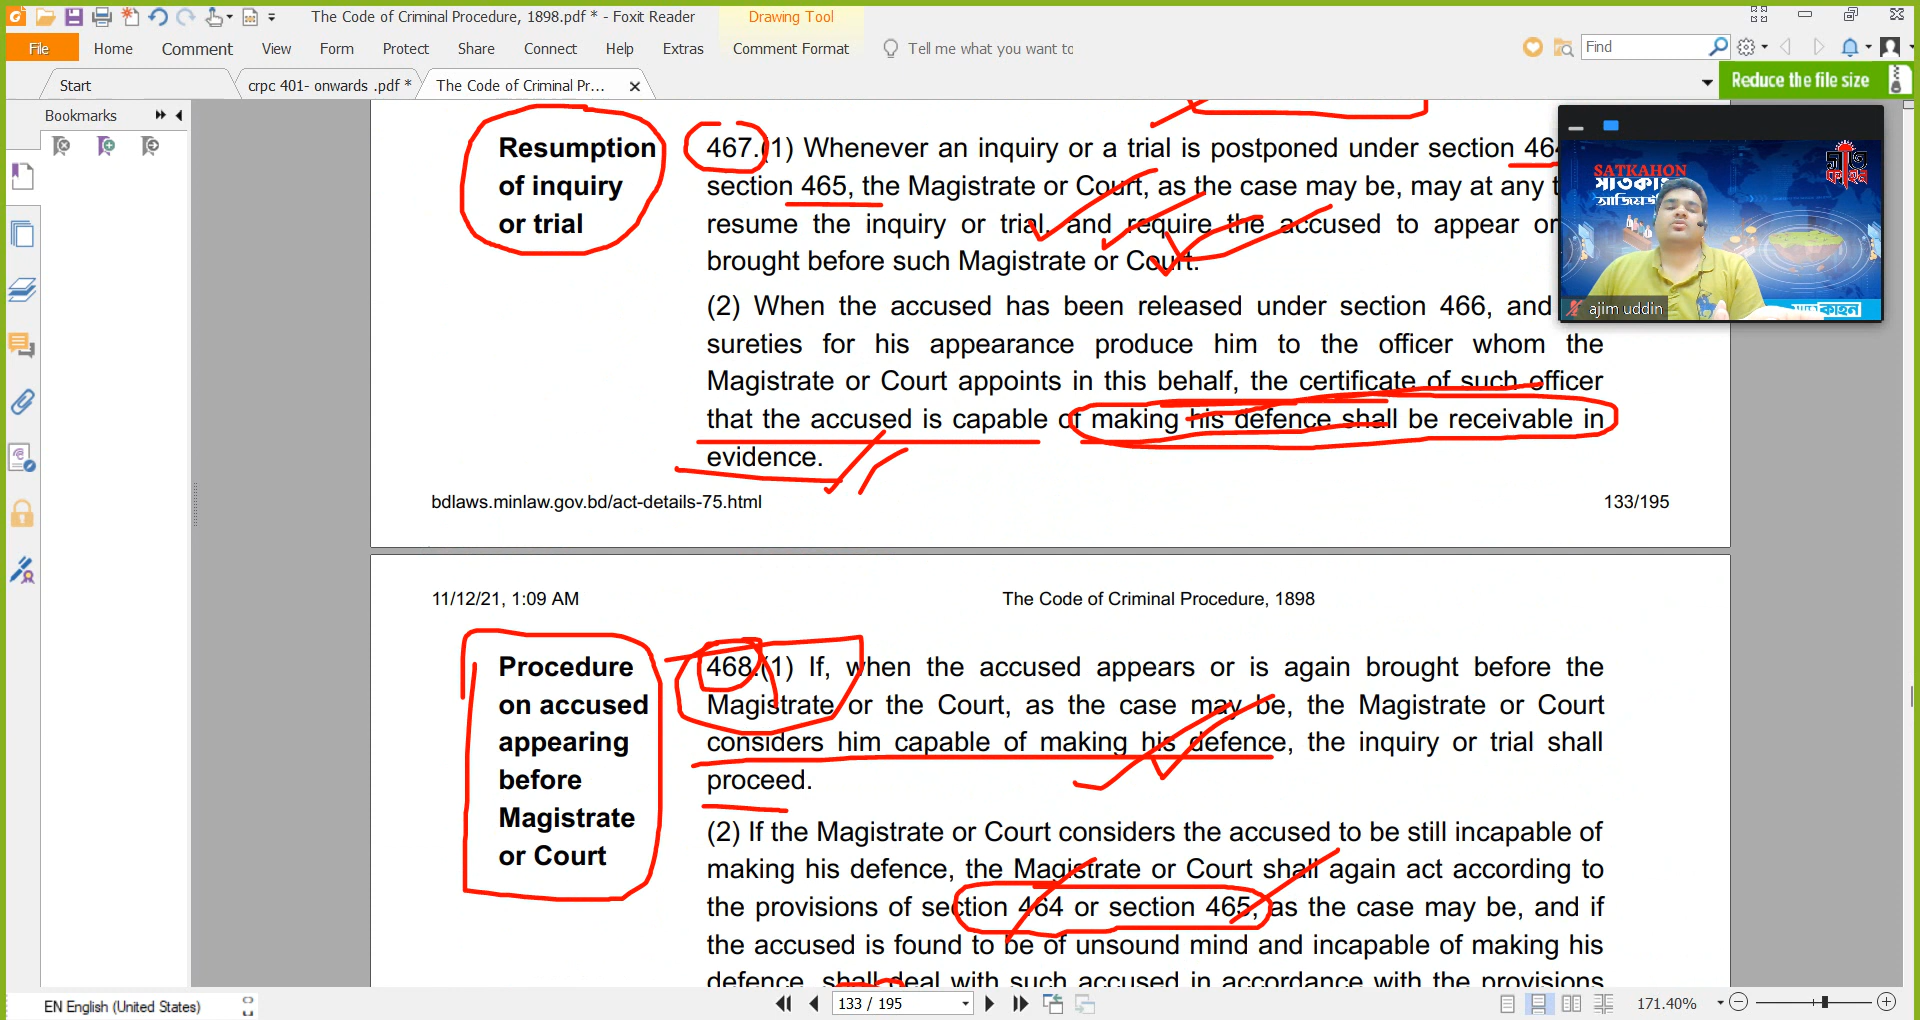 The Code of Criminal Procedure, 1898.pdf * - Foxit Reader
Drawing Tool
File
Home
Comment
View
Form
Protect
Share
Connect
Help
Extras
Comment Format
Tell me what you want to
Find
Start
crpc 401- onwards .pdf *
The Code of Criminal Pr...
Reduce the file size
Bookmarks
Resumption
of inquiry
or trial
467.(1) Whenever an inquiry or a trial is postponed under section 464
section 465, the Magistrate or Court, as the case may be, may at any
resume the inquiry or trial, and require the accused to appear or
brought before such Magistrate or Court.
(2) When the accused has been released under section 466, and
sureties for his appearance produce him to the officer whom the
Magistrate or Court appoints in this behalf, the certificate of such officer
that the accused is capable of making his defence shall be receivable in
evidence.
SATKAHON
সাত
কাহন
ajim uddin
bdlaws.minlaw.gov.bd/act-details-75.html
133/195
11/12/21, 1:09 AM
The Code of Criminal Procedure, 1898
Procedure
on accused
appearing
before
Magistrate
or Court
468.(1) If, when the accused appears or is again brought before the
Magistrate or the Court, as the case may be, the Magistrate or Court
considers him capable of making his defence, the inquiry or trial shall
proceed.
(2) If the Magistrate or Court considers the accused to be still incapable of
making his defence, the Magistrate or Court shall again act according to
the provisions of section 464 or section 465, as the case may be, and if
the accused is found to be of unsound mind and incapable of making his
defence, shall deal with such accused in accordance with the provisions
EN English (United States)
133 / 195
171.40%